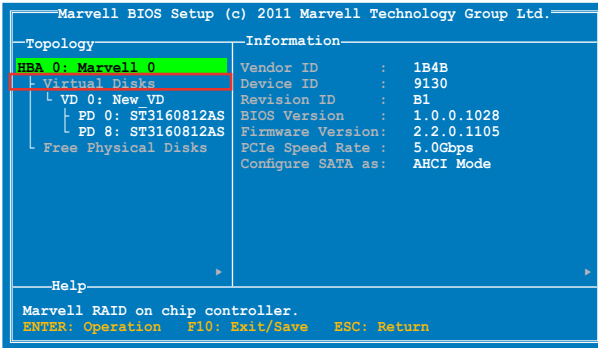 Marvell BIOS Setup (c) 2011 Marvell Technology Group Ltd.
Topology
HBA 0: Marvell 0
Virtual Disks
VD 0: New_VD
PD 0: ST3160812AS
PD 8: ST3160812AS
Free Physical Disks
Information
Vendor ID : 1B4B
Device ID : 9130
Revision ID : B1
BIOS Version : 1.0.0.1028
Firmware Version: 2.2.0.1105
PCIe Speed Rate : 5.0Gbps
Configure SATA as: AHCI Mode
Help
Marvell RAID on chip controller.
ENTER: Operation F10: Exit/Save ESC: Return